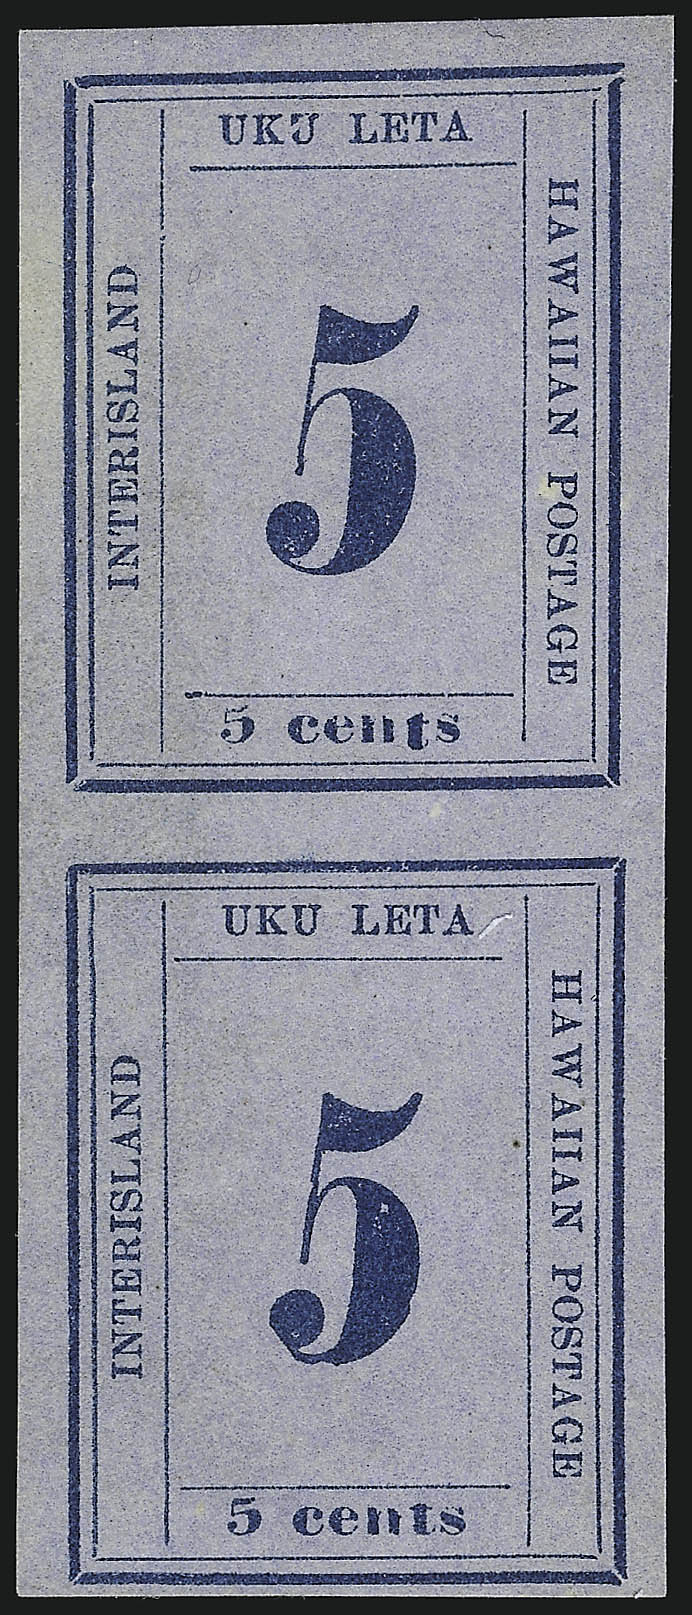 UKU LETA
INTERISLAND
HAWAIIAN POSTAGE
5
5 cents
UKU LETA
INTERISLAND
HAWAIIAN POSTAGE
5
5 cents